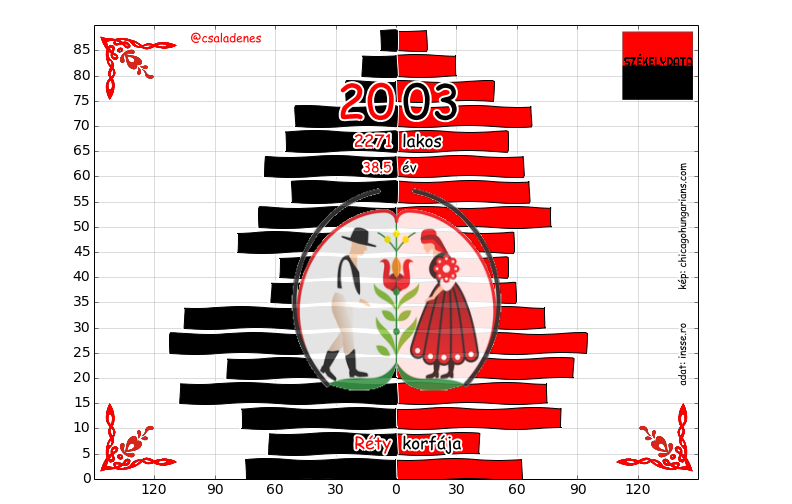 @csaladenes
SZÉKELYDATA
2003
2271 lakos
38.5 év
kép: chicagohungarians.com
adat: insse.ro
Réty korfája
85
80
75
70
65
60
55
50
45
40
35
30
25
20
15
10
5
0
120 90 60 30 0 30 60 90 120